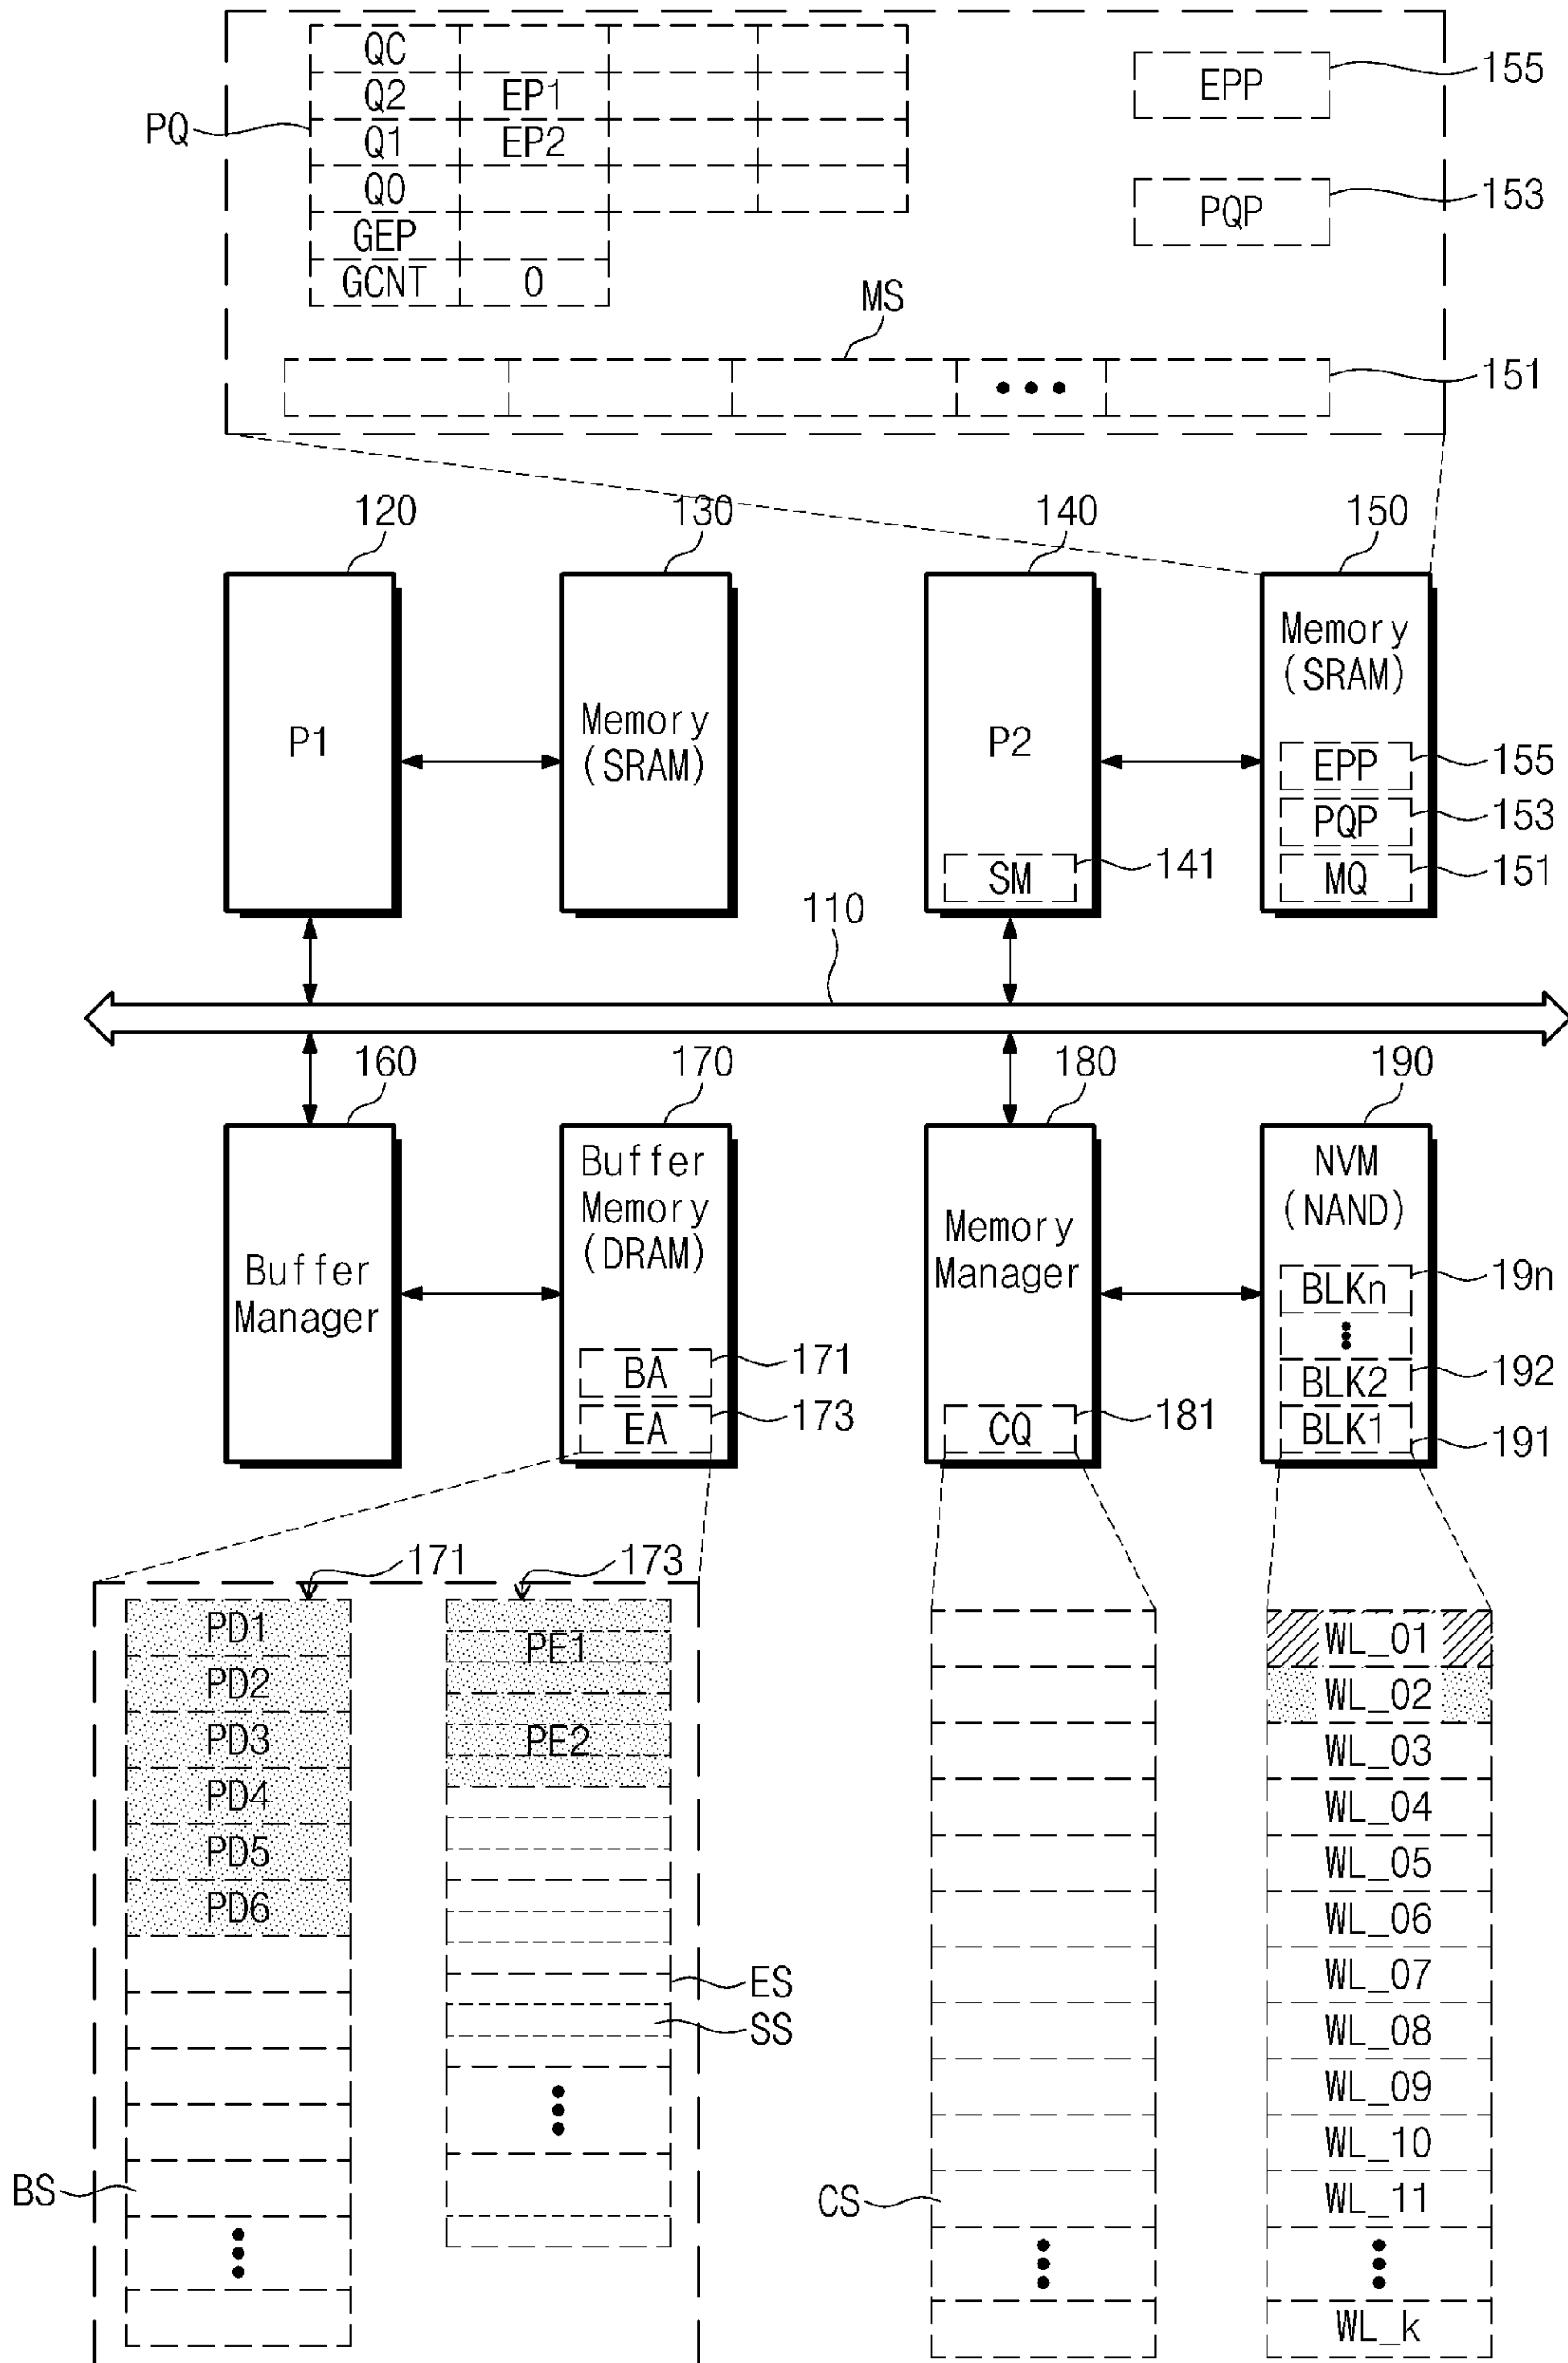 QC
Q2 EP1
Q1 EP2
Q0
GEP
GCNT 0
PQ
EPP 155
PQP 153
MS
151
120 130 140 150
P1
Memory
(SRAM)
P2
SM 141
Memory
(SRAM)
EPP 155
PQP 153
MQ 151
110
160 170 180 190
Buffer
Manager
Buffer
Memory
(DRAM)
BA 171
EA 173
Memory
Manager
CQ 181
NVM
(NAND)
BLKn 19n
BLK2 192
BLK1 191
171 173
PD1
PD2
PD3
PD4
PD5
PD6
BS
PE1
PE2
ES
SS
CS
WL_01
WL_02
WL_03
WL_04
WL_05
WL_06
WL_07
WL_08
WL_09
WL_10
WL_11
WL_k